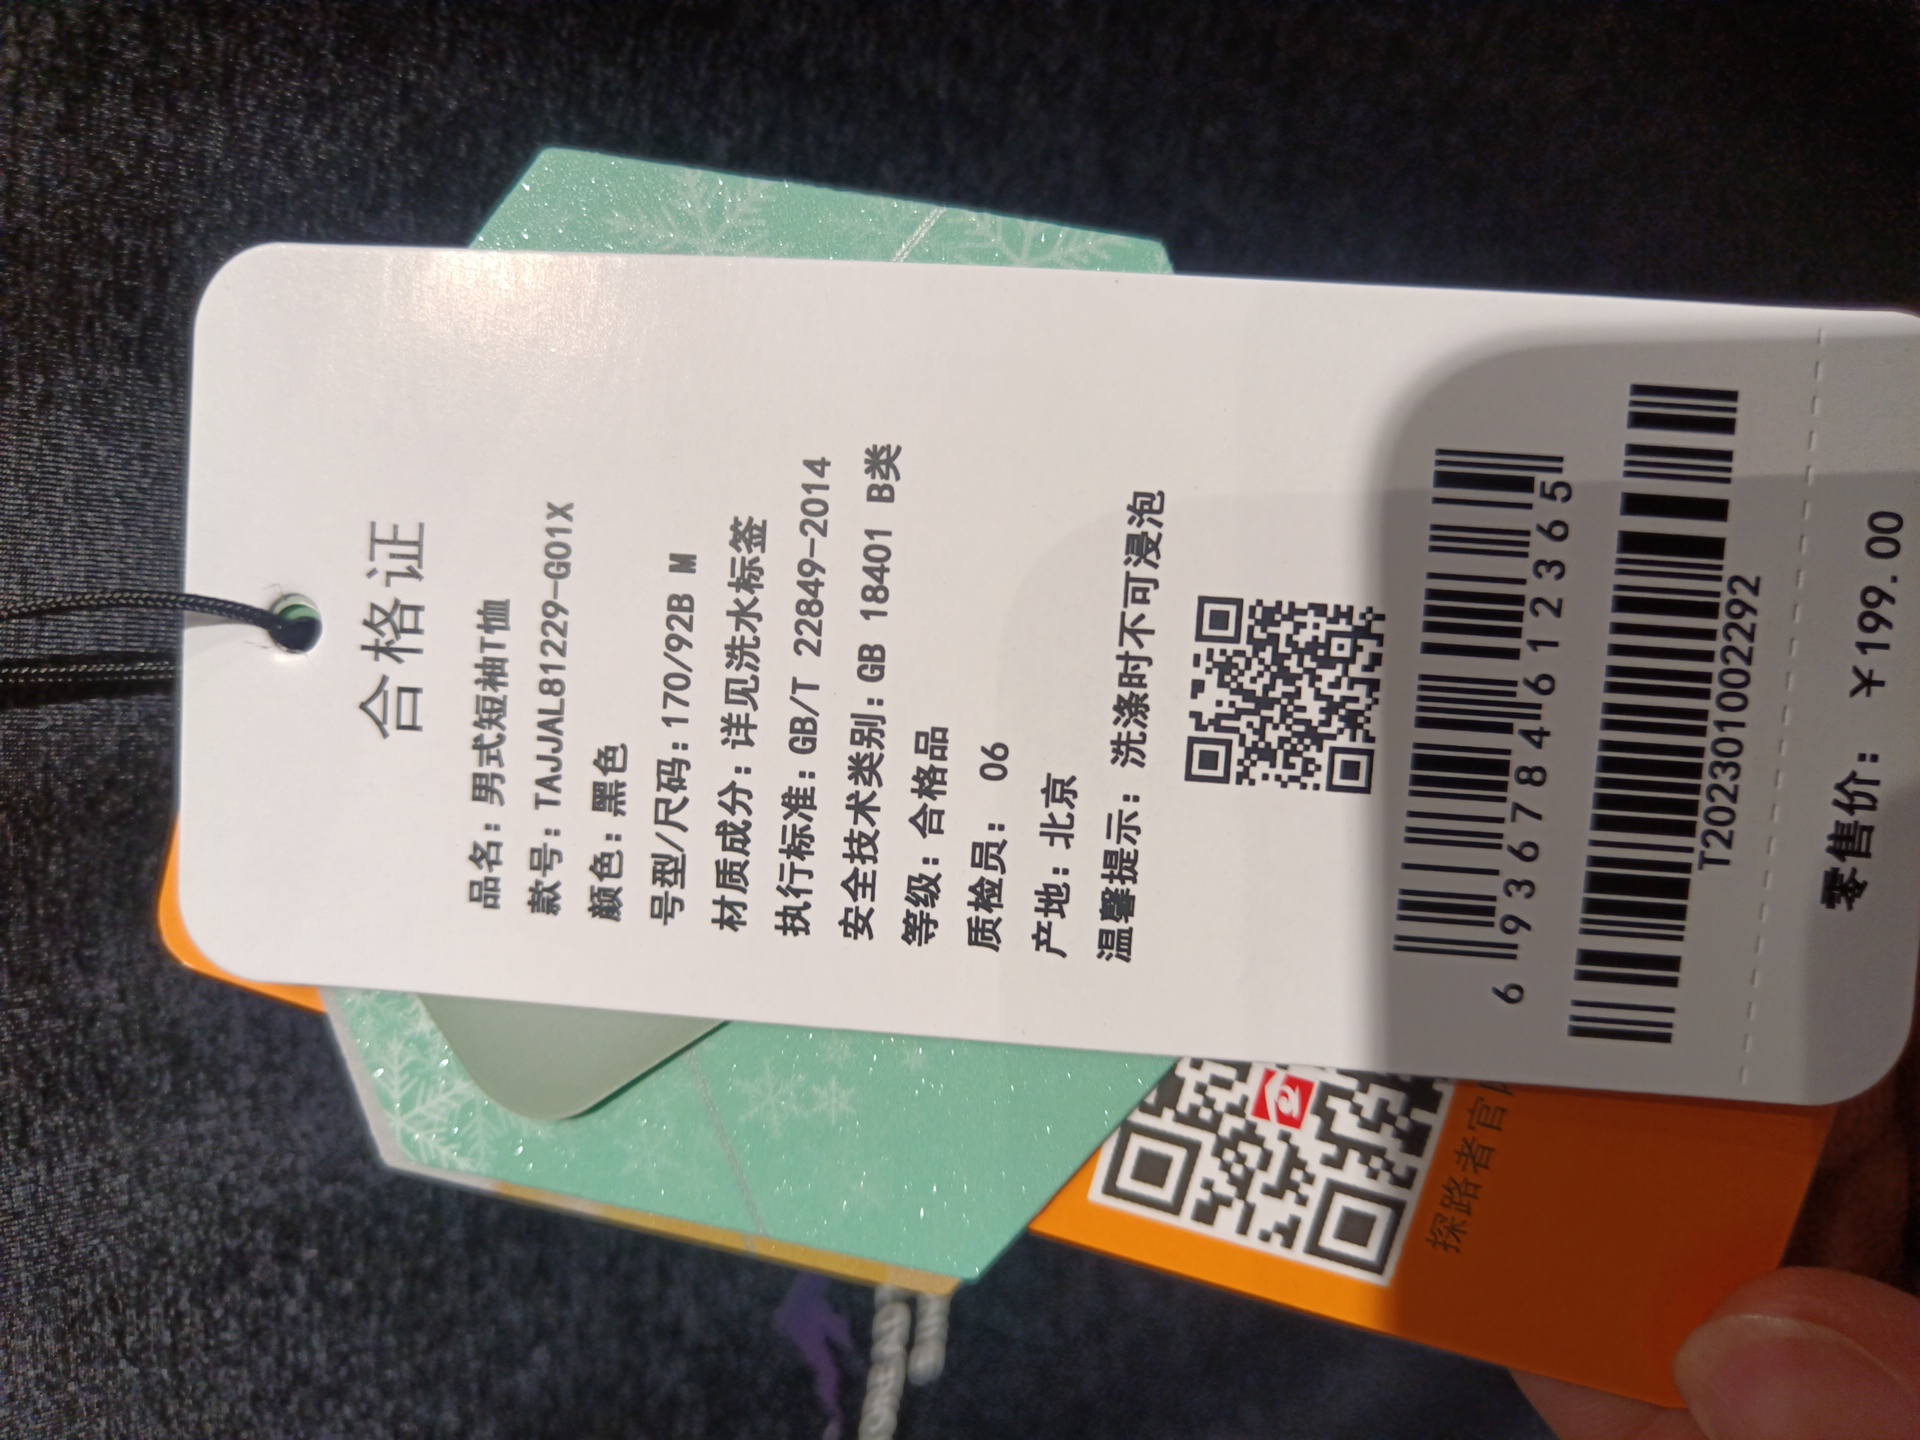 合格证
品名: 男式短袖T恤
款号: TAJJAL81229-G01X
颜色: 黑色
号型/尺码: 170/92B M
材质成分: 详见洗水标签
执行标准: GB/T 22849-2014
安全技术类别: GB 18401 B类
等级: 合格品
质检员: 06
产地: 北京
温馨提示: 洗涤时不可浸泡
6 936784 612365
T2023010022292
零售价: ¥199.00
探路者官